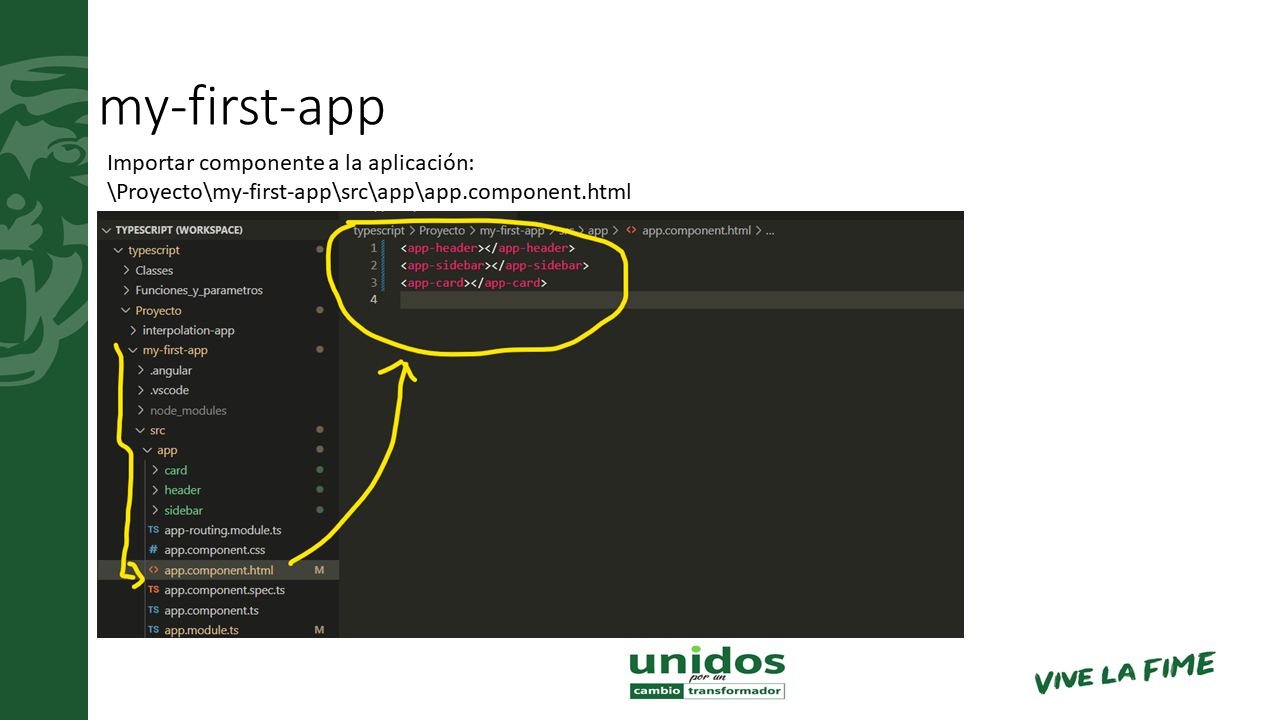 my-first-app
Importar componente a la aplicación:
\Proyecto\my-first-app\src\app\app.component.html
TYPESCRIPT (WORKSPACE)
typescript
Classes
Funciones_y_parametros
Proyecto
interpolation-app
my-first-app
.angular
.vscode
node_modules
src
app
card
header
sidebar
TS app-routing.module.ts
# app.component.css
<> app.component.html M
TS app.component.spec.ts
TS app.component.ts
TS app.module.ts M
typescript > Proyecto > my-first-app > src > app > <> app.component.html > ...
1 <app-header></app-header>
2 <app-sidebar></app-sidebar>
3 <app-card></app-card>
4
unidos
por un
cambio transformador
VIVE LA FIME